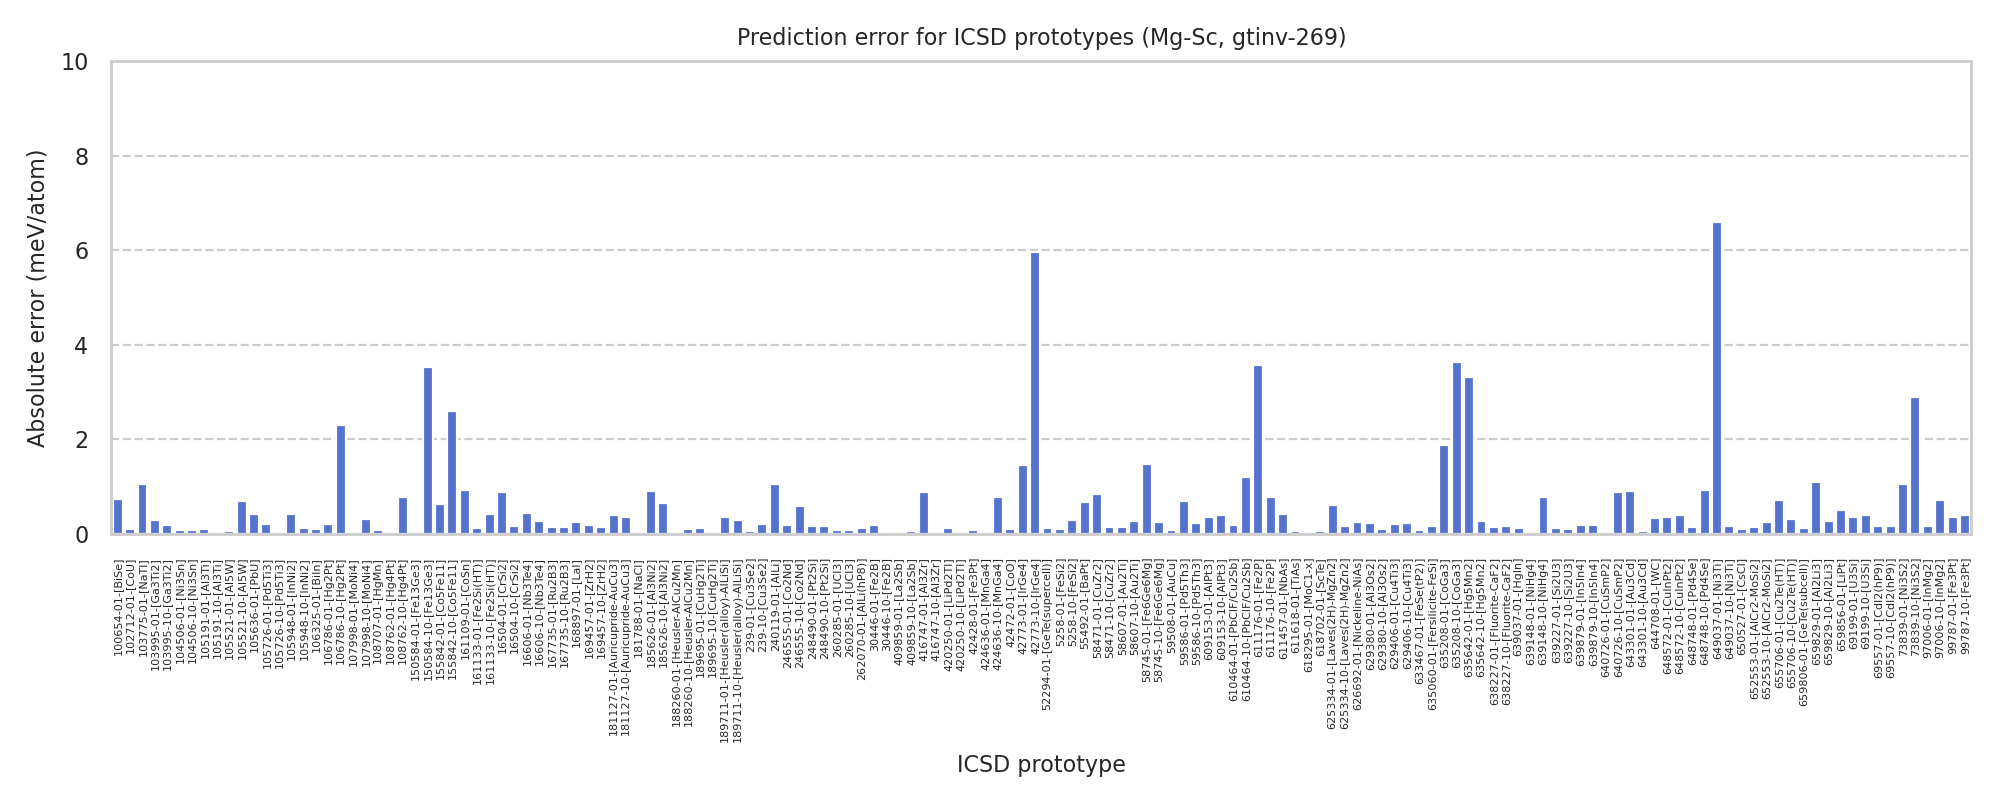 Prediction error for ICSD prototypes (Mg-Sc, gtinv-269)
Absolute error (meV/atom)
10
8
6
4
2
0
100654-01-[BiSe]
102712-01-[CoU]
103775-01-[NaTl]
103995-01-[Ga3Ti2]
103995-10-[Ga3Ti2]
104506-01-[Ni3Sn]
104506-10-[Ni3Sn]
105191-01-[Al3Ti]
105191-10-[Al3Ti]
105521-01-[Al5W]
105521-10-[Al5W]
105636-01-[PbU]
105726-01-[Pd5Ti3]
105726-10-[Pd5Ti3]
105948-01-[InNi2]
105948-10-[InNi2]
106325-01-[BiIn]
106786-01-[Hg2Pt]
106786-10-[Hg2Pt]
107998-01-[MoNi4]
107998-10-[MoNi4]
108707-01-[HgMn]
108762-01-[Hg4Pt]
108762-10-[Hg4Pt]
150584-01-[Fe13Ge3]
150584-10-[Fe13Ge3]
155842-01-[Co5Fe11]
155842-10-[Co5Fe11]
161109-01-[CoSn]
161133-01-[Fe2Si(HT)]
161133-10-[Fe2Si(HT)]
16504-01-[CrSi2]
16504-10-[CrSi2]
16606-01-[Nb3Te4]
16606-10-[Nb3Te4]
167735-01-[Ru2B3]
167735-10-[Ru2B3]
168897-01-[LaI]
169457-01-[ZrH2]
169457-10-[ZrH2]
181127-01-[Auricupride-AuCu3]
181127-10-[Auricupride-AuCu3]
181788-01-[NaCl]
185626-01-[Al3Ni2]
185626-10-[Al3Ni2]
188260-01-[Heusler-AlCu2Mn]
188260-10-[Heusler-AlCu2Mn]
189695-01-[CuHg2Ti]
189695-10-[CuHg2Ti]
189711-01-[Heusler(alloy)-AlLiSi]
189711-10-[Heusler(alloy)-AlLiSi]
239-01-[Cu3Se2]
239-10-[Cu3Se2]
240119-01-[AlLi]
246555-01-[Co2Nd]
246555-10-[Co2Nd]
248490-01-[Pt2Si]
248490-10-[Pt2Si]
260285-01-[UCl3]
260285-10-[UCl3]
262070-01-[AlLi(hP8)]
30446-01-[Fe2B]
30446-10-[Fe2B]
409859-01-[La2Sb]
409859-10-[La2Sb]
416747-01-[Al3Zr]
416747-10-[Al3Zr]
420250-01-[LiPd2Tl]
420250-10-[LiPd2Tl]
42428-01-[Fe3Pt]
424636-01-[MnGa4]
424636-10-[MnGa4]
42472-01-[CoO]
42773-01-[IrGe4]
42773-10-[IrGe4]
52294-01-[GeTe(supercell)]
5258-01-[FeSi2]
5258-10-[FeSi2]
55492-01-[BaPt]
58471-01-[CuZr2]
58471-10-[CuZr2]
58607-01-[Au2Ti]
58607-10-[Au2Ti]
58745-01-[Fe6Ge6Mg]
58745-10-[Fe6Ge6Mg]
59508-01-[AuCu]
59586-01-[Pd5Th3]
59586-10-[Pd5Th3]
609153-01-[AlPt3]
609153-10-[AlPt3]
610464-01-[PbClF/Cu2Sb]
610464-10-[PbClF/Cu2Sb]
611176-01-[Fe2P]
611176-10-[Fe2P]
611457-01-[NbAs]
611618-01-[TiAs]
618295-01-[MoC1-x]
618702-01-[ScTe]
625334-01-[Laves(2H)-MgZn2]
625334-10-[Laves(2H)-MgZn2]
626692-01-[Nickeline-NiAs]
629380-01-[Al3Os2]
629380-10-[Al3Os2]
629406-01-[Cu4Ti3]
629406-10-[Cu4Ti3]
633467-01-[FeSe(tP2)]
635060-01-[Fersilicite-FeSi]
635208-01-[CoGa3]
635208-10-[CoGa3]
635642-01-[Hg5Mn2]
635642-10-[Hg5Mn2]
638227-01-[Fluorite-CaF2]
638227-10-[Fluorite-CaF2]
639037-01-[HgIn]
639148-01-[NiHg4]
639148-10-[NiHg4]
639227-01-[Si2U3]
639227-10-[Si2U3]
639879-01-[In5In4]
639879-10-[In5In4]
640726-01-[CuSmP2]
640726-10-[CuSmP2]
643301-01-[Au3Cd]
643301-10-[Au3Cd]
644708-01-[WC]
648572-01-[CuInPt2]
648572-10-[CuInPt2]
648748-01-[Pd4Se]
648748-10-[Pd4Se]
649037-01-[Ni3Ti]
649037-10-[Ni3Ti]
650527-01-[CsCl]
652553-01-[AlCr2-MoSi2]
652553-10-[AlCr2-MoSi2]
655706-01-[Cu2Te(HT)]
655706-10-[Cu2Te(HT)]
659806-01-[GeTe(subcell)]
659829-01-[Al2Li3]
659829-10-[Al2Li3]
659856-01-[LiPt]
69199-01-[U3Si]
69199-10-[U3Si]
69557-01-[CdI2(hP9)]
69557-10-[CdI2(hP9)]
73839-01-[Ni3S2]
73839-10-[Ni3S2]
97006-01-[InMg2]
97006-10-[InMg2]
99787-01-[Fe3Pt]
99787-10-[Fe3Pt]
ICSD prototype